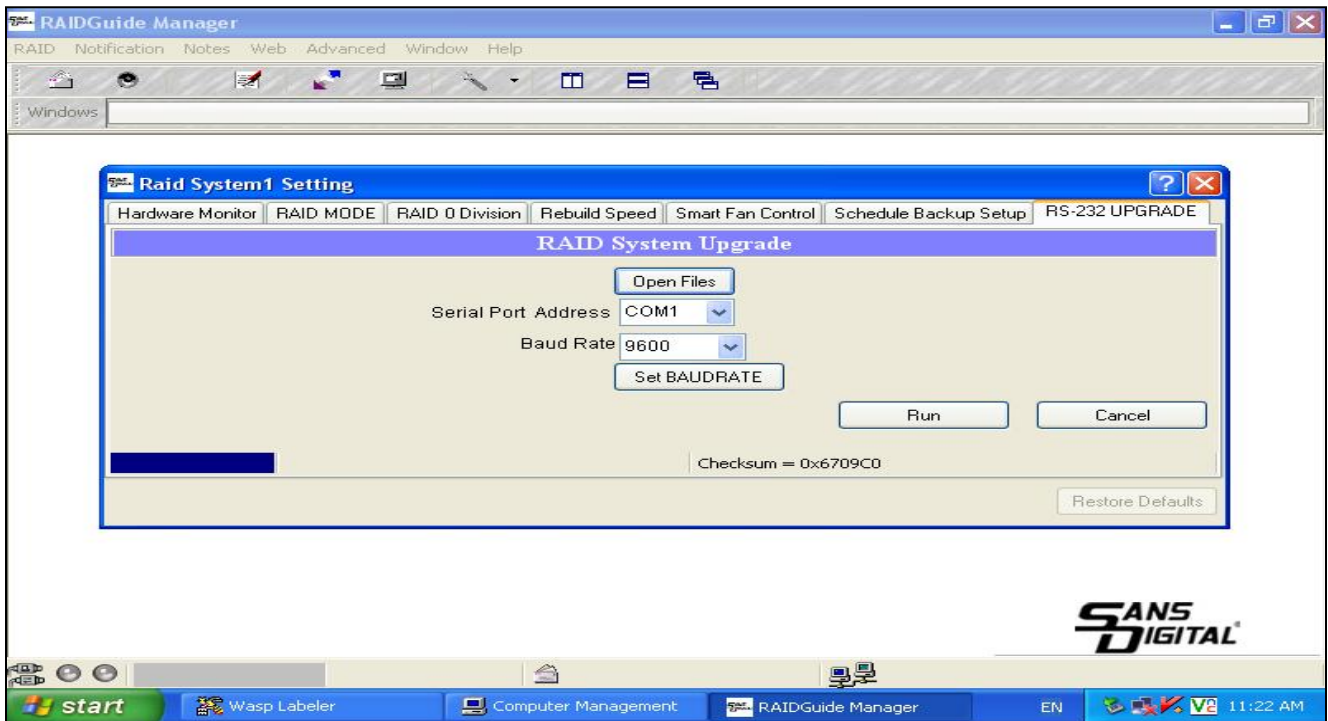 RAIDGuide Manager
RAID Notification Notes Web Advanced Window Help
Windows
Raid System1 Setting
Hardware Monitor RAID MODE RAID 0 Division Rebuild Speed Smart Fan Control Schedule Backup Setup RS-232 UPGRADE
RAID System Upgrade
Open Files
Serial Port Address COM1
Baud Rate 9600
Set BAUDRATE
Run Cancel
Checksum = 0x6709C0
Restore Defaults
SANS
DIGITAL
start Wasp Labeler Computer Management RAIDGuide Manager EN V2 11:22 AM